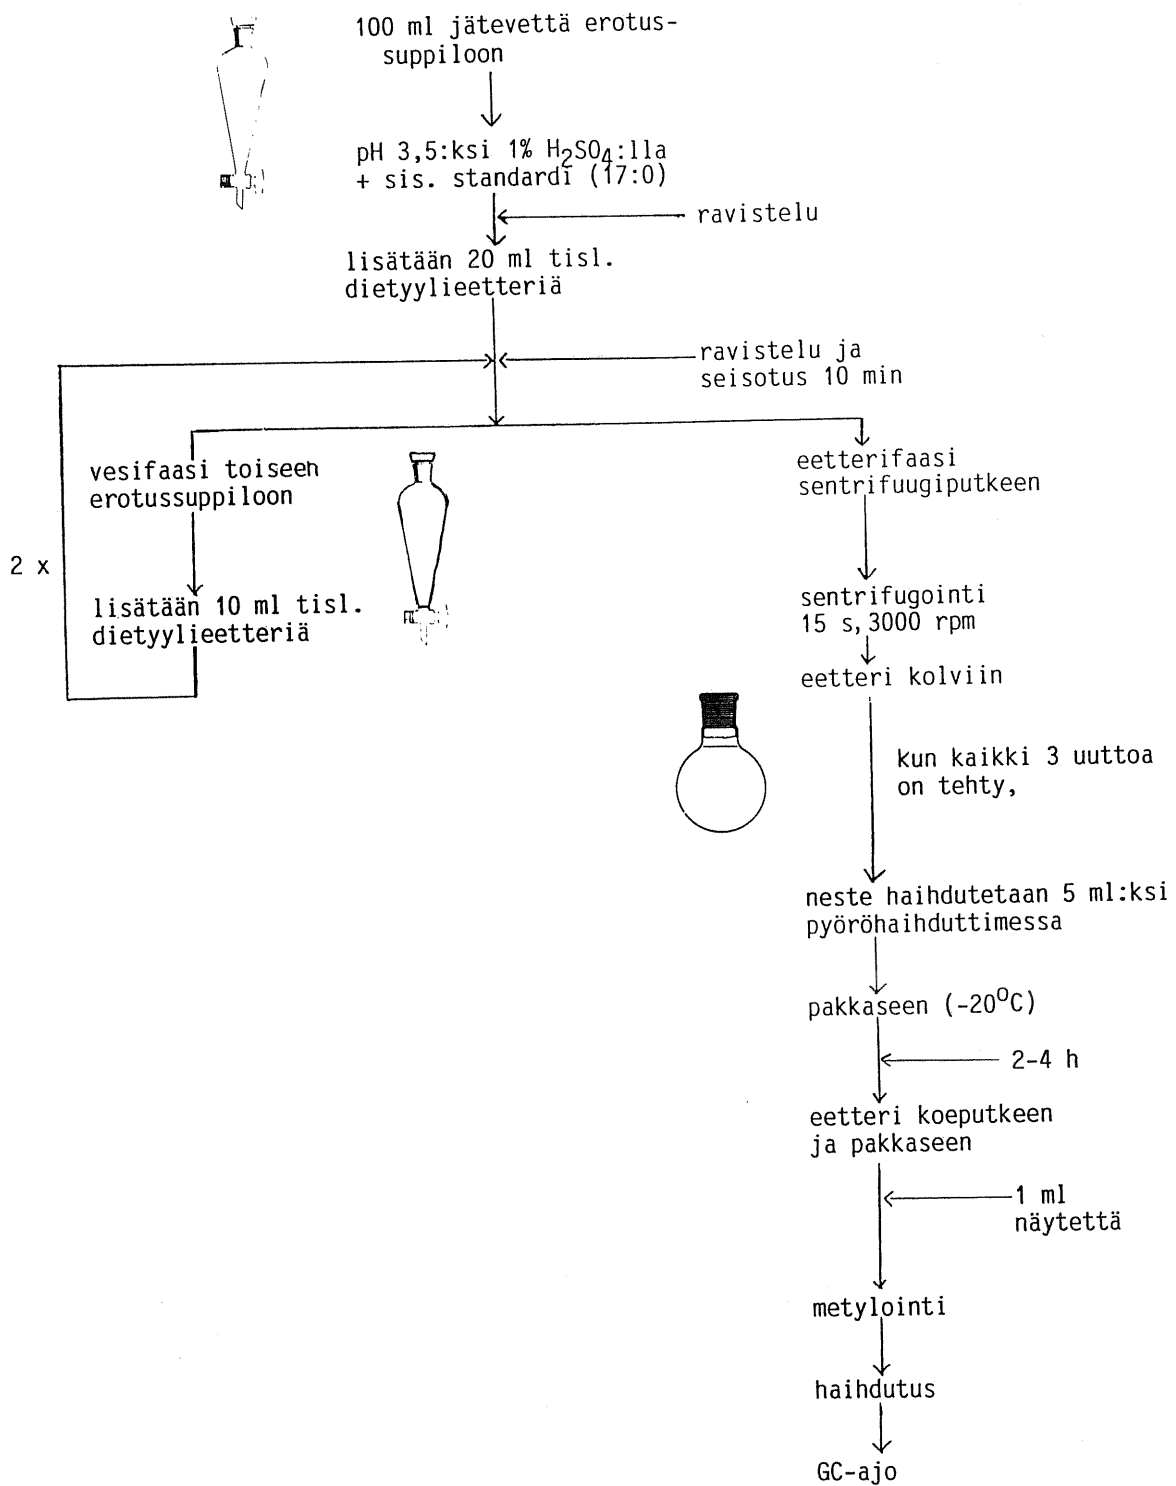 100 ml jätevettä erotus-
suppiloon
pH 3,5:ksi 1% H₂SO₄:lla
+ sis. standardi (17:0)
ravistelu
lisätään 20 ml tisl.
dietyylieetteriä
ravistelu ja
seisotus 10 min
vesifaasi toiseen
erotussuppiloon
2 x
lisätään 10 ml tisl.
dietyylieetteriä
eetterifaasi
sentrifuugiputkeen
sentrifugointi
15 s, 3000 rpm
eetteri kolviin
kun kaikki 3 uuttoa
on tehty,
neste haihdutetaan 5 ml:ksi
pyöröhaihduttimessa
pakkaseen (-20°C)
2-4 h
eetteri koeputkeen
ja pakkaseen
1 ml
näytettä
metylointi
haihdutus
GC-ajo